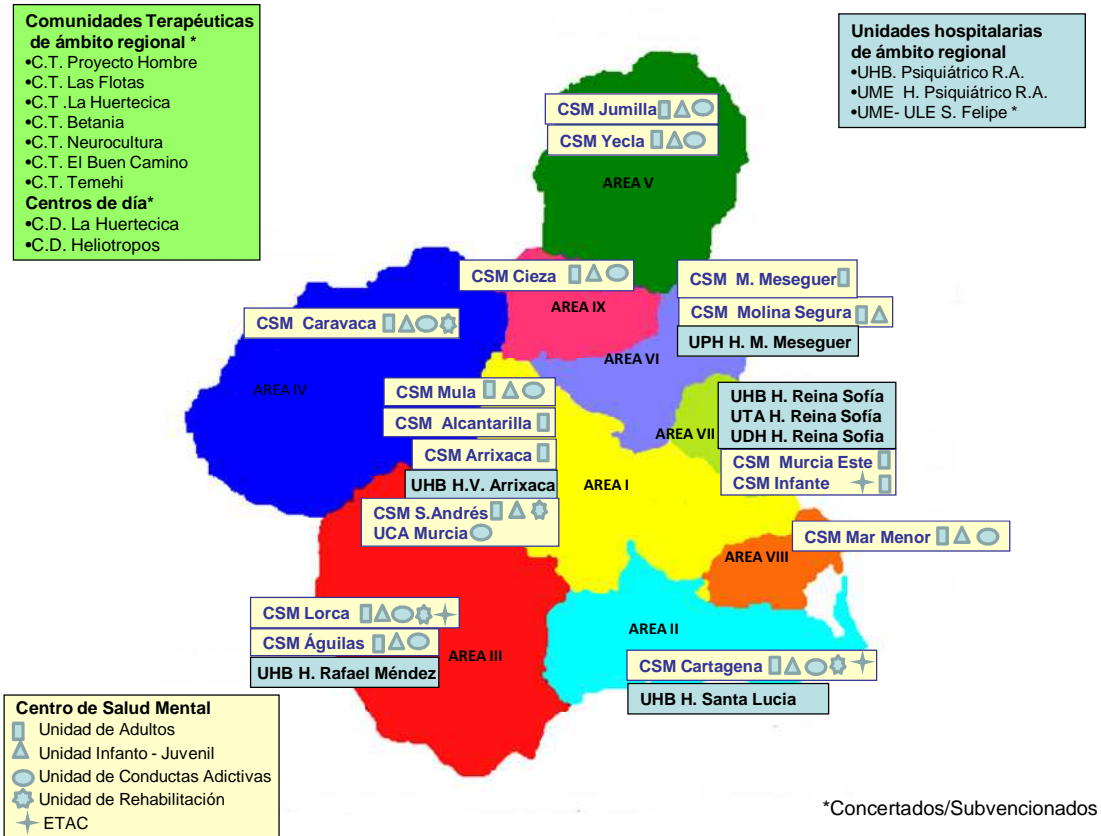 Comunidades Terapéuticas
de ámbito regional *
•C.T. Proyecto Hombre
•C.T. Las Flotas
•C.T .La Huertecica
•C.T. Betania
•C.T. Neurocultura
•C.T. El Buen Camino
•C.T. Temehi
Centros de día*
•C.D. La Huertecica
•C.D. Heliotropos
Unidades hospitalarias
de ámbito regional
•UHB. Psiquiátrico R.A.
•UME H. Psiquiátrico R.A.
•UME- ULE S. Felipe *
CSM Jumilla
CSM Yecla
AREA V
CSM Cieza
AREA IX
CSM M. Meseguer
CSM Molina Segura
UPH H. M. Meseguer
AREA VI
CSM Caravaca
AREA IV
CSM Mula
CSM Alcantarilla
CSM Arrixaca
UHB H.V. Arrixaca
CSM S.Andrés
UCA Murcia
AREA I
UHB H. Reina Sofía
UTA H. Reina Sofía
UDH H. Reina Sofia
AREA VII
CSM Murcia Este
CSM Infante
CSM Mar Menor
AREA VIII
CSM Lorca
CSM Águilas
UHB H. Rafael Méndez
AREA III
AREA II
CSM Cartagena
UHB H. Santa Lucia
Centro de Salud Mental
Unidad de Adultos
Unidad Infanto - Juvenil
Unidad de Conductas Adictivas
Unidad de Rehabilitación
ETAC
*Concertados/Subvencionados